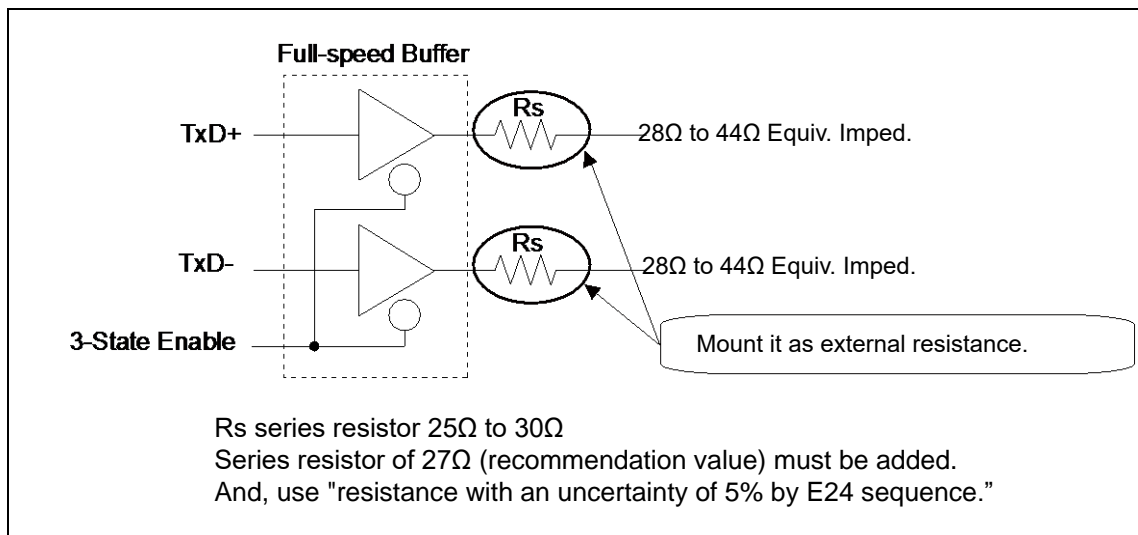 Full-speed Buffer
TxD+
Rs
28Ω to 44Ω Equiv. Imped.
TxD-
Rs
28Ω to 44Ω Equiv. Imped.
3-State Enable
Mount it as external resistance.
Rs series resistor 25Ω to 30Ω
Series resistor of 27Ω (recommendation value) must be added.
And, use "resistance with an uncertainty of 5% by E24 sequence.”